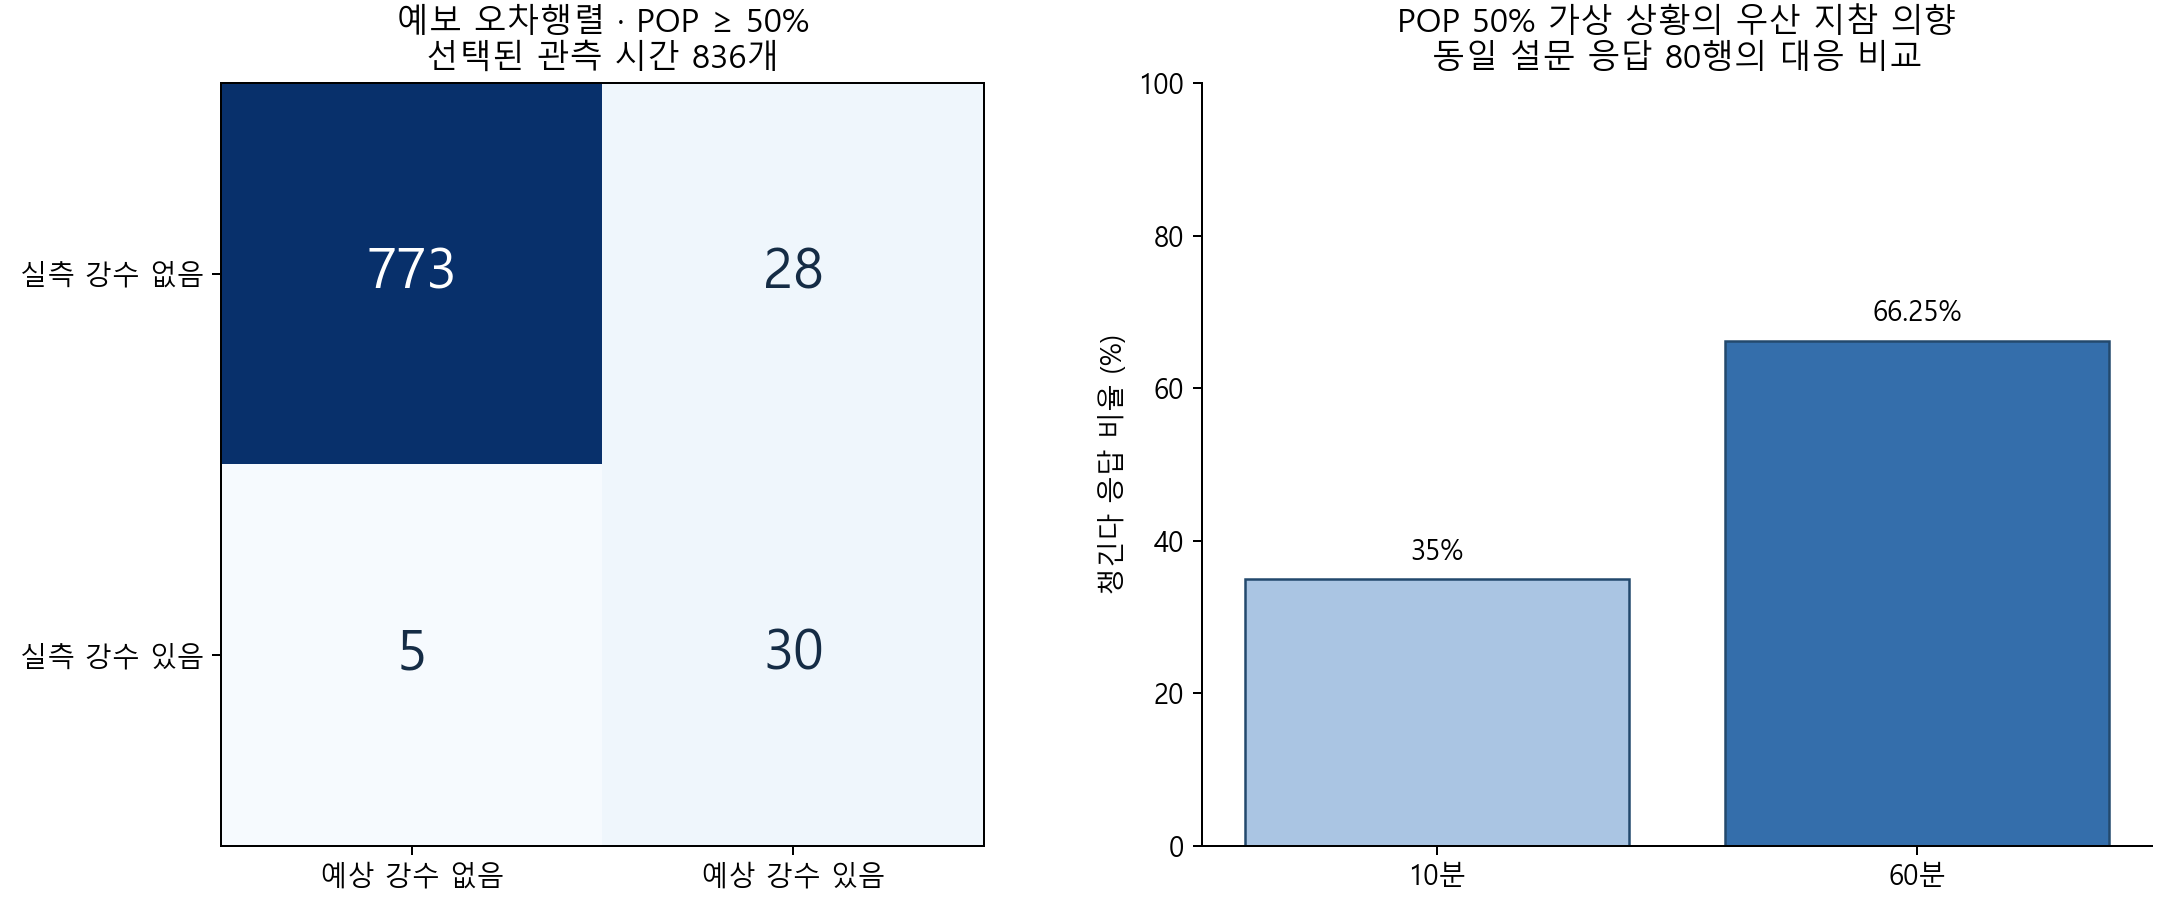 예보 오차행렬 · POP ≥ 50%
선택된 관측 시간 836개
실측 강수 없음
773
28
실측 강수 있음
5
30
예상 강수 없음
예상 강수 있음
POP 50% 가상 상황의 우산 지참 의향
동일 설문 응답 80행의 대응 비교
챙긴다 응답 비율 (%)
100
80
60
40
20
0
35%
66.25%
10분
60분